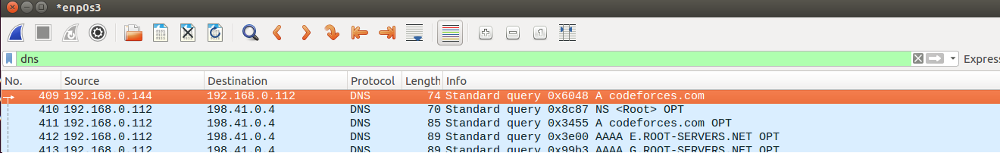 *enp0s3
dns Express
No. Source Destination Protocol Length Info
409 192.168.0.144 192.168.0.112 DNS 74 Standard query 0x6048 A codeforces.com
410 192.168.0.112 198.41.0.4 DNS 70 Standard query 0x8c87 NS <Root> OPT
411 192.168.0.112 198.41.0.4 DNS 85 Standard query 0x3455 A codeforces.com OPT
412 192.168.0.112 198.41.0.4 DNS 89 Standard query 0x3e00 AAAA E.ROOT-SERVERS.NET OPT
413 192.168.0.112 198.41.0.4 DNS 89 Standard query 0x99b3 AAAA G.ROOT-SERVERS.NET OPT